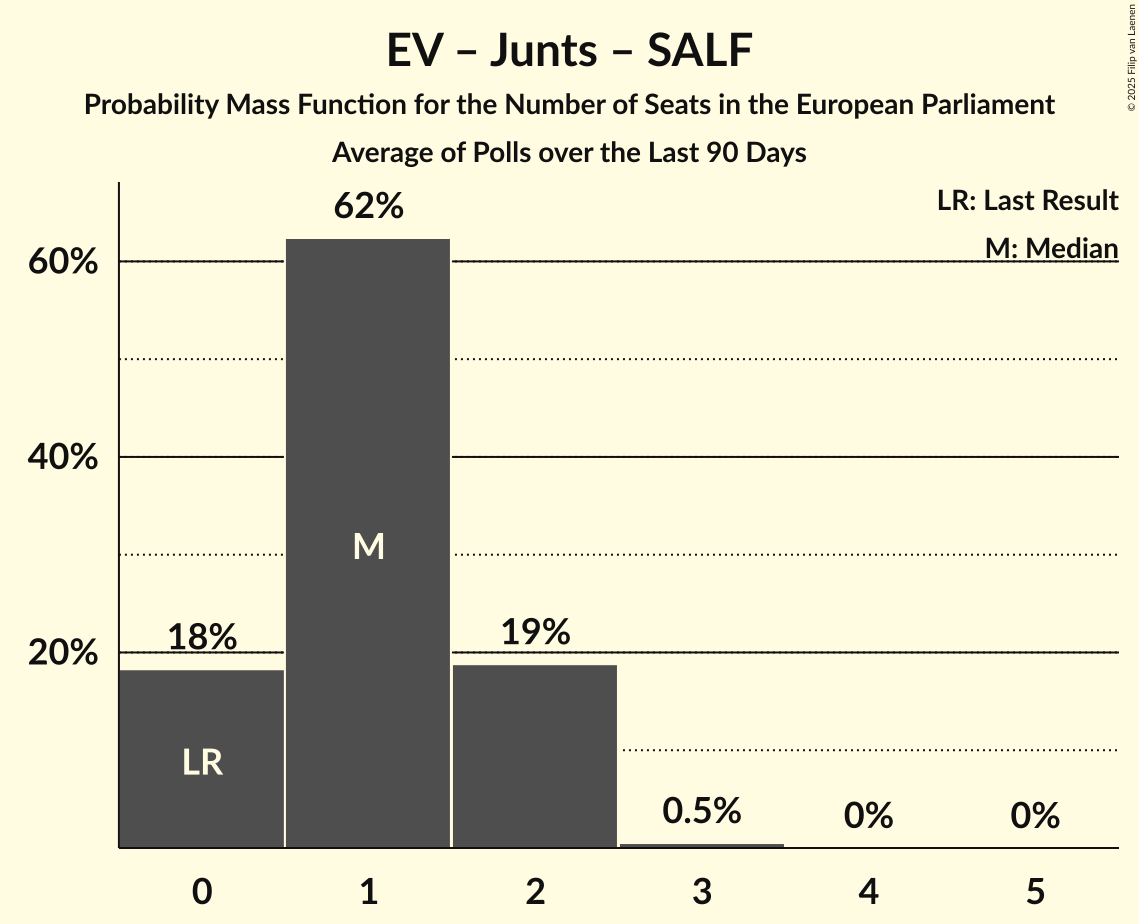 EV – Junts – SALF
Probability Mass Function for the Number of Seats in the European Parliament
Average of Polls over the Last 90 Days
© 2025 Filip van Laenen
LR: Last Result
M: Median
62%
60%
40%
M
18%
19%
20%
LR
0.5%
0%
0%
0
1
2
3
4
5